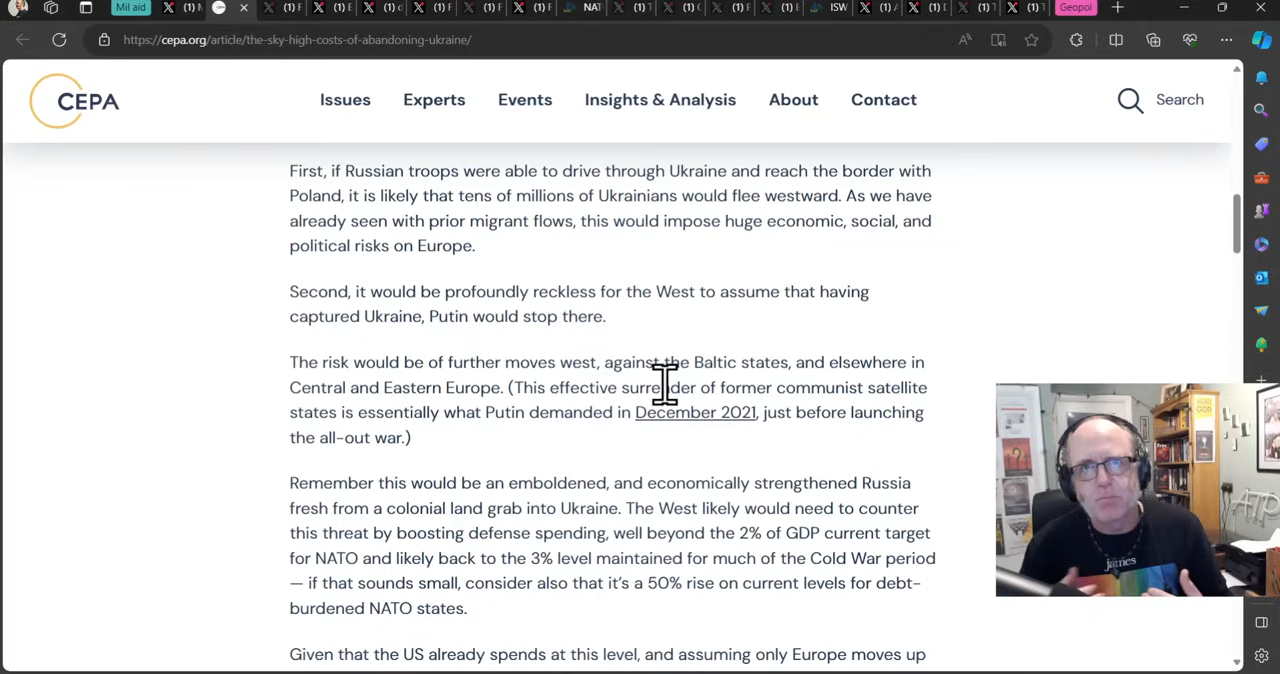 Mil aid
Geopol
https://cepa.org/article/the-sky-high-costs-of-abandoning-ukraine/
CEPA
Issues
Experts
Events
Insights & Analysis
About
Contact
Search
First, if Russian troops were able to drive through Ukraine and reach the border with
Poland, it is likely that tens of millions of Ukrainians would flee westward. As we have
already seen with prior migrant flows, this would impose huge economic, social, and
political risks on Europe.
Second, it would be profoundly reckless for the West to assume that having
captured Ukraine, Putin would stop there.
The risk would be of further moves west, against the Baltic states, and elsewhere in
Central and Eastern Europe. (This effective surrender of former communist satellite
states is essentially what Putin demanded in December 2021, just before launching
the all-out war.)
Remember this would be an emboldened, and economically strengthened Russia
fresh from a colonial land grab into Ukraine. The West likely would need to counter
this threat by boosting defense spending, well beyond the 2% of GDP current target
for NATO and likely back to the 3% level maintained for much of the Cold War period
— if that sounds small, consider also that it's a 50% rise on current levels for debt-
burdened NATO states.
Given that the US already spends at this level, and assuming only Europe moves up
james
GOD
ATP